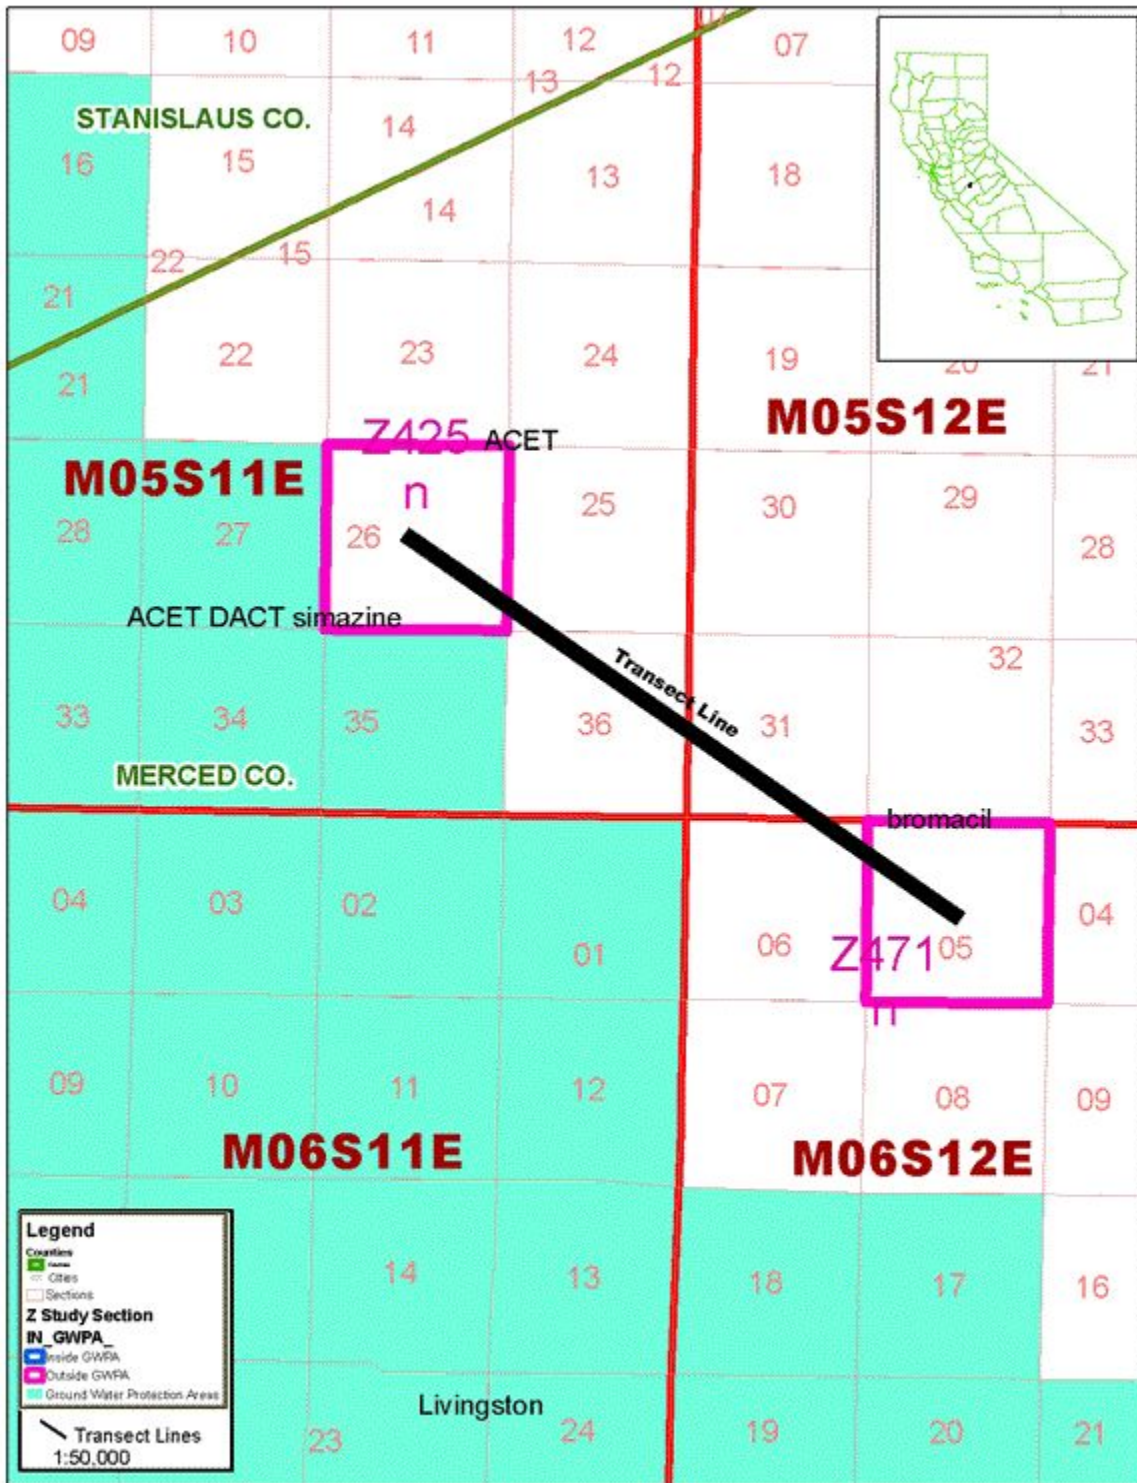 09 10 11 12 07
13 12
STANISLAUS CO.
14
16 15 13 18
14
22 15
21
22 23 24 19 20 21
21
M05S12E
Z425 ACET
M05S11E
n
25 30 29
28 27 26 28
ACET DACT simazine
Transect Line
32
33 34 35 36 31 33
MERCED CO.
bromacil
04 03 02 04
01 06 Z471 05
n
09 10 11 12 07 08 09
M06S11E M06S12E
14 13 18 17 16
Livingston
23 24 19 20 21
Legend
Counties
Cities
Sections
Z Study Section
IN_GWPA_
Inside GWPA
Outside GWPA
Ground Water Protection Areas
Transect Lines
1:50,000